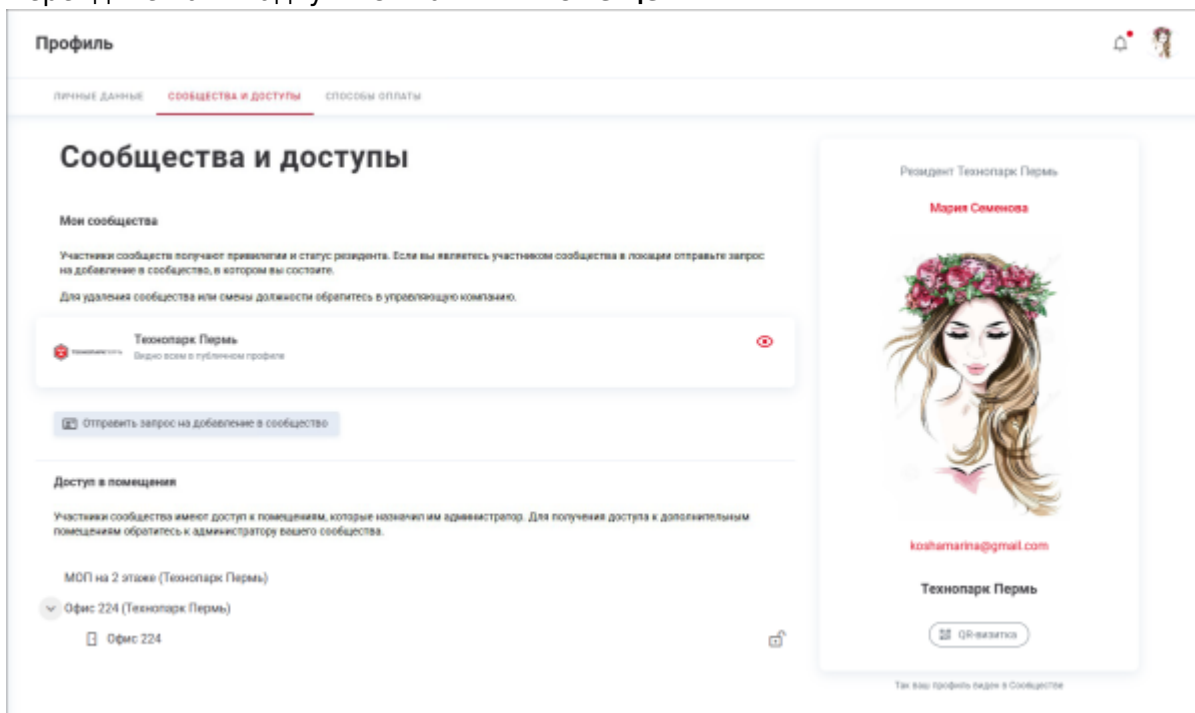 Профиль
ЛИЧНЫЕ ДАННЫЕ СООБЩЕСТВА И ДОСТУПЫ СПОСОБЫ ОПЛАТЫ
Сообщества и доступы
Мои сообщества
Участники сообществ получают привилегии и статус резидента. Если вы являетесь участником сообщества в локации отправьте запрос
на добавление в сообщество, в котором вы состоите.
Для удаления сообщества или смены должности обратитесь в управляющую компанию.
Технопарк Пермь
Видно всем в публичном профиле
Отправить запрос на добавление в сообщество
Доступ в помещения
Участники сообщества имеют доступ к помещениям, которые назначил им администратор. Для получения доступа к дополнительным
помещениям обратитесь к администратору вашего сообщества.
МОП на 2 этаже (Технопарк Пермь)
Офис 224 (Технопарк Пермь)
Офис 224
Резидент Технопарк Пермь
Мария Семенова
koshamarina@gmail.com
Технопарк Пермь
QR-визитка
Так ваш профиль виден в Сообществе